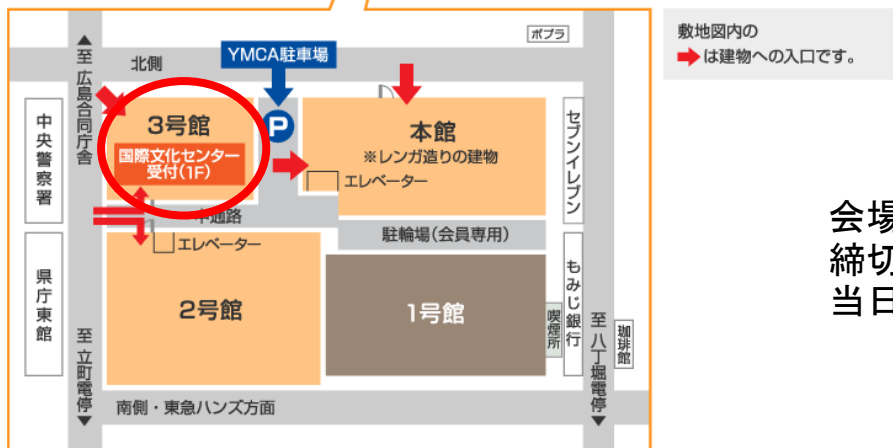 ポプラ
敷地図内の
➡は建物への入口です。
▲至 広島合同庁舎
北側
YMCA駐車場
中央警察署
3号館
国際文化センター
受付(1F)
P
本館
※レンガ造りの建物
エレベーター
セブンイレブン
中通路
エレベーター
駐輪場(会員専用)
県庁東館
2号館
1号館
喫煙所
もみじ銀行
珈琲館
至 立町電停▼
至 八丁堀電停▼
南側・東急ハンズ方面
会場
締切
当日